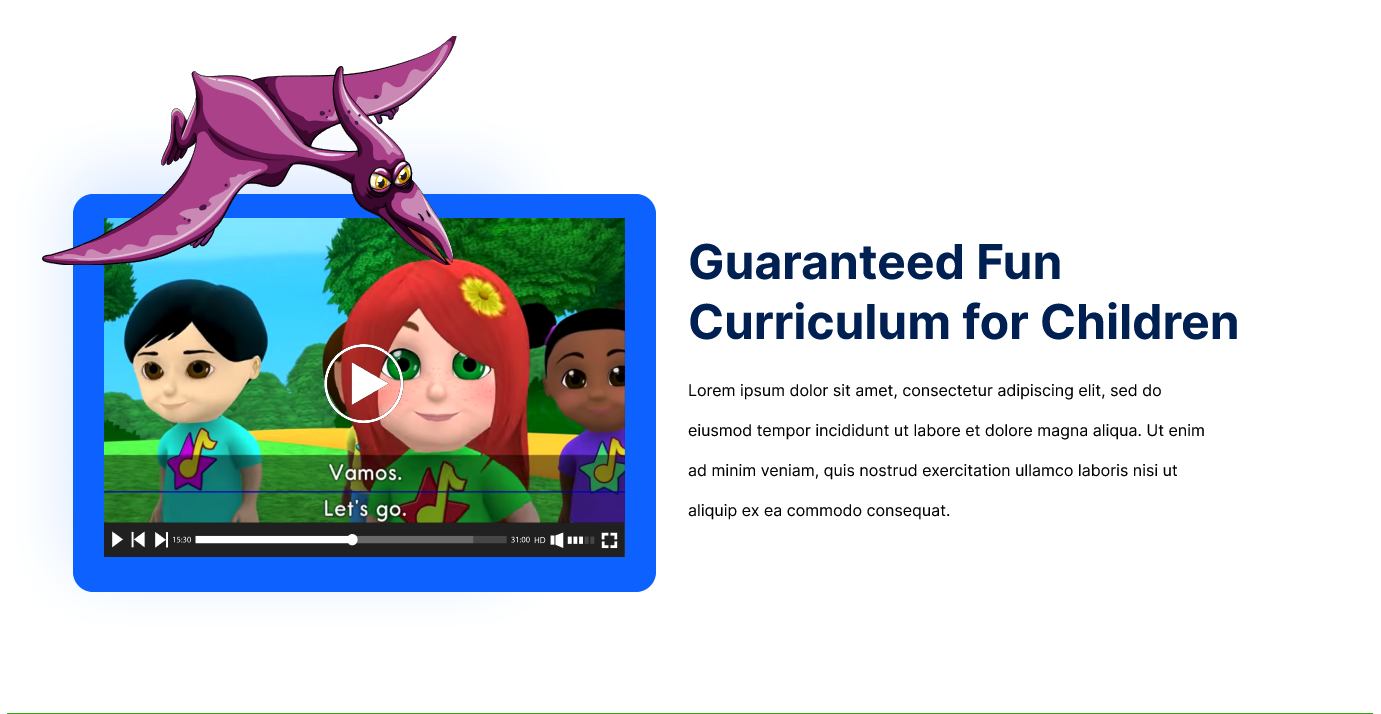 Vamos.
Let's go.
15:30
31:00 HD
Guaranteed Fun
Curriculum for Children
Lorem ipsum dolor sit amet, consectetur adipiscing elit, sed do
eiusmod tempor incididunt ut labore et dolore magna aliqua. Ut enim
ad minim veniam, quis nostrud exercitation ullamco laboris nisi ut
aliquip ex ea commodo consequat.